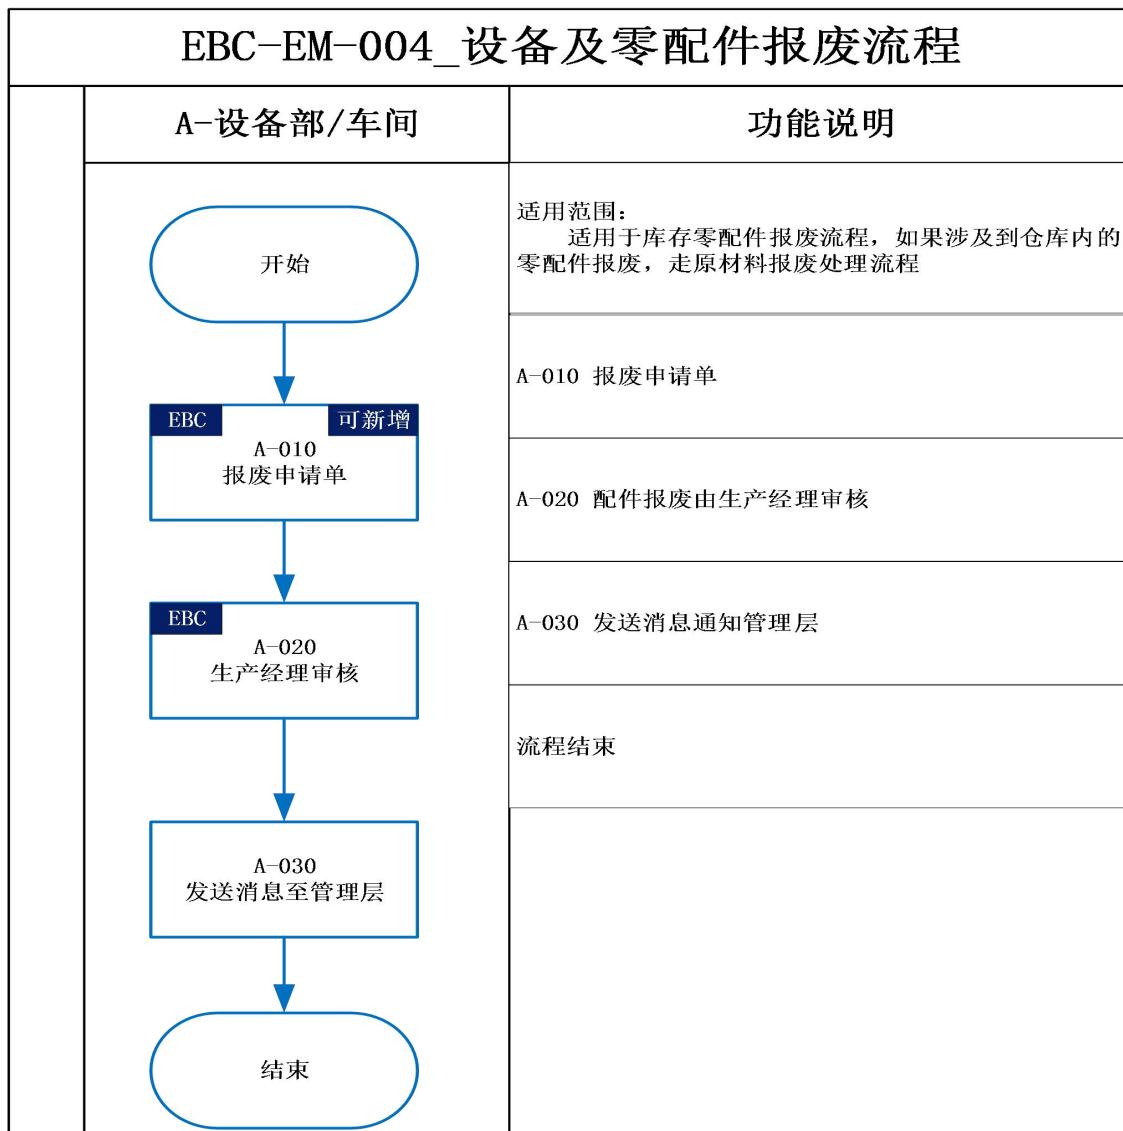 EBC-EM-004_设备及零配件报废流程
A-设备部/车间
功能说明
开始
EBC
可新增
A-010
报废申请单
EBC
A-020
生产经理审核
A-030
发送消息至管理层
结束
适用范围：
适用于库存零配件报废流程，如果涉及到仓库内的
零配件报废，走原材料报废处理流程
A-010 报废申请单
A-020 配件报废由生产经理审核
A-030 发送消息通知管理层
流程结束